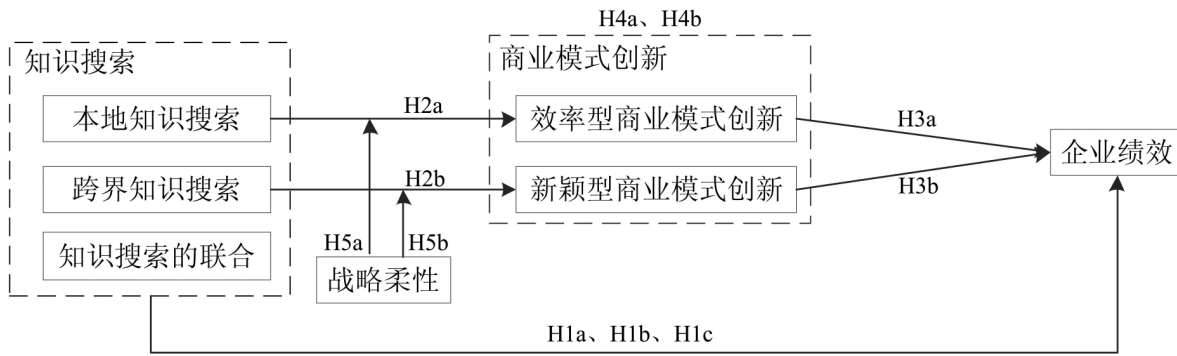 H4a、H4b
知识搜索
商业模式创新
本地知识搜索
H2a
效率型商业模式创新
H3a
企业绩效
跨界知识搜索
H2b
新颖型商业模式创新
H3b
知识搜索的联合
H5a
H5b
战略柔性
H1a、H1b、H1c